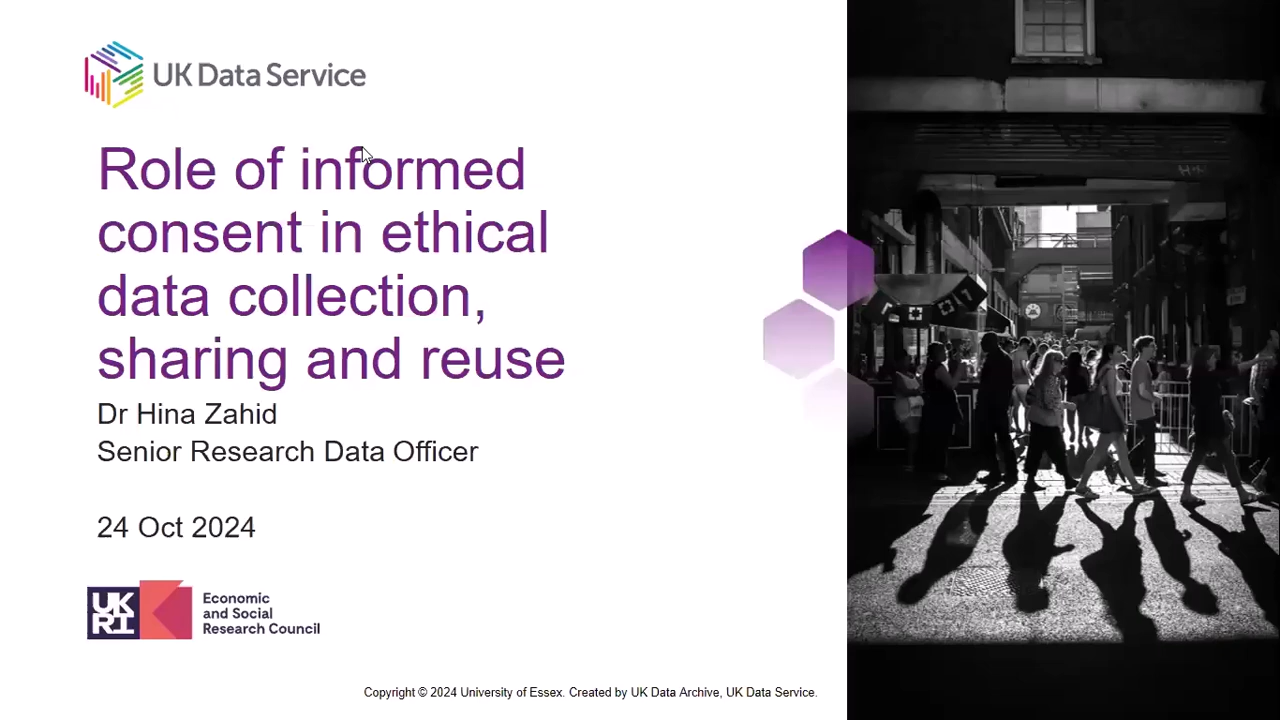 UK Data Service
Role of informed
consent in ethical
data collection,
sharing and reuse
Dr Hina Zahid
Senior Research Data Officer
24 Oct 2024
UK
RI
Economic
and Social
Research Council
Copyright © 2024 University of Essex. Created by UK Data Archive, UK Data Service.